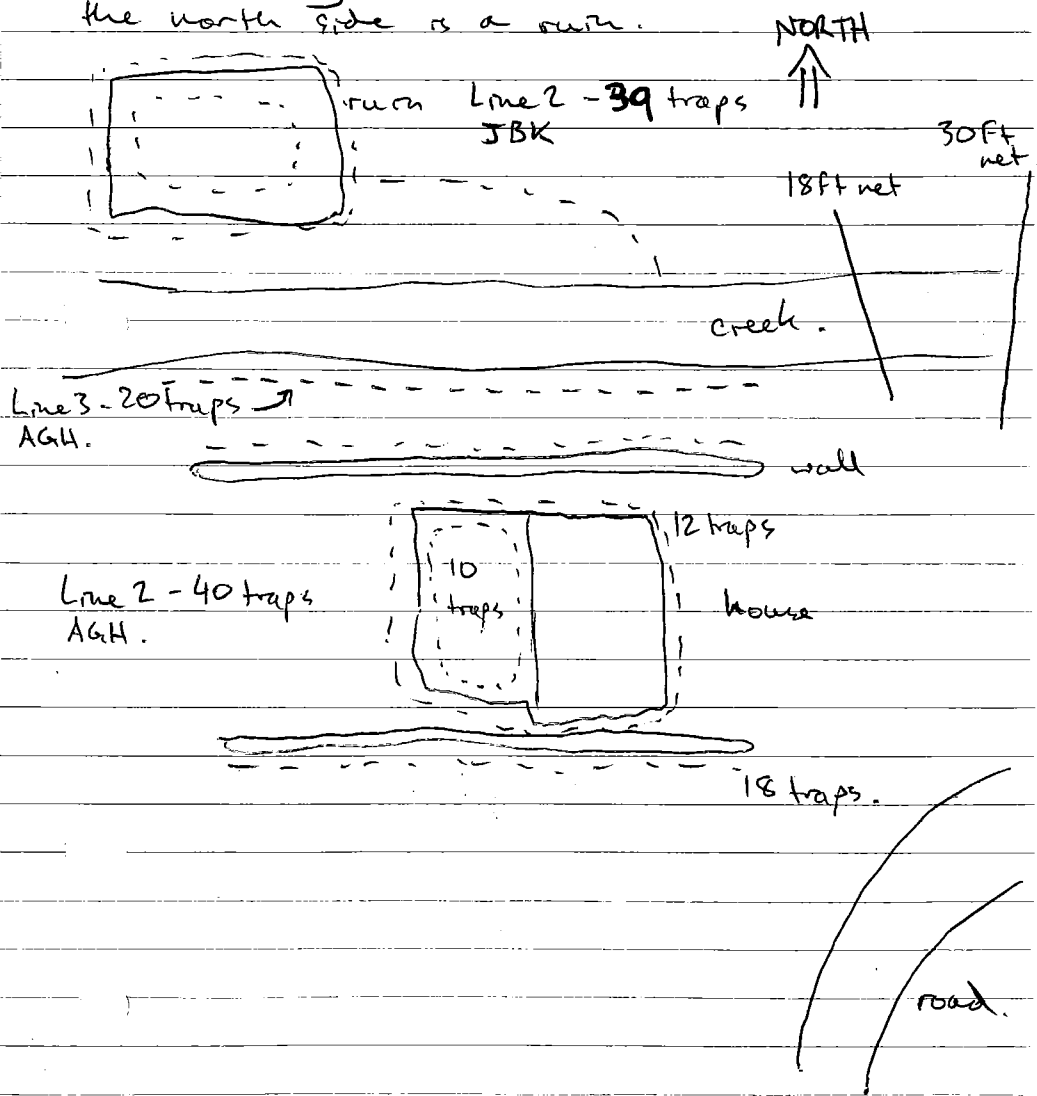 the north side is a ruin.
NORTH
ruin Line 2 - 39 traps
JBK
30ft
net
18ft net
creek.
Line 3 - 20 traps
AGH.
wall
12 traps
10
traps
Line 2 - 40 traps
AGH.
house
18 traps.
road.